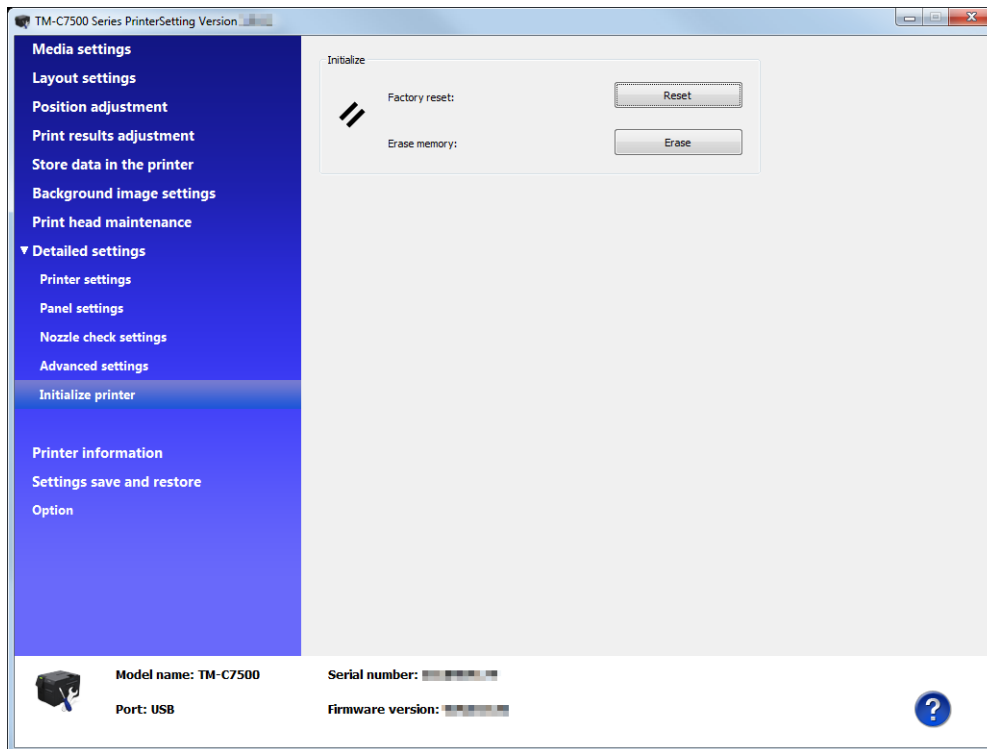 TM-C7500 Series PrinterSetting Version
Media settings
Layout settings
Position adjustment
Print results adjustment
Store data in the printer
Background image settings
Print head maintenance
▼ Detailed settings
Printer settings
Panel settings
Nozzle check settings
Advanced settings
Initialize printer
Printer information
Settings save and restore
Option
Initialize
Factory reset: Reset
Erase memory: Erase
Model name: TM-C7500 Serial number:
Port: USB Firmware version:
?